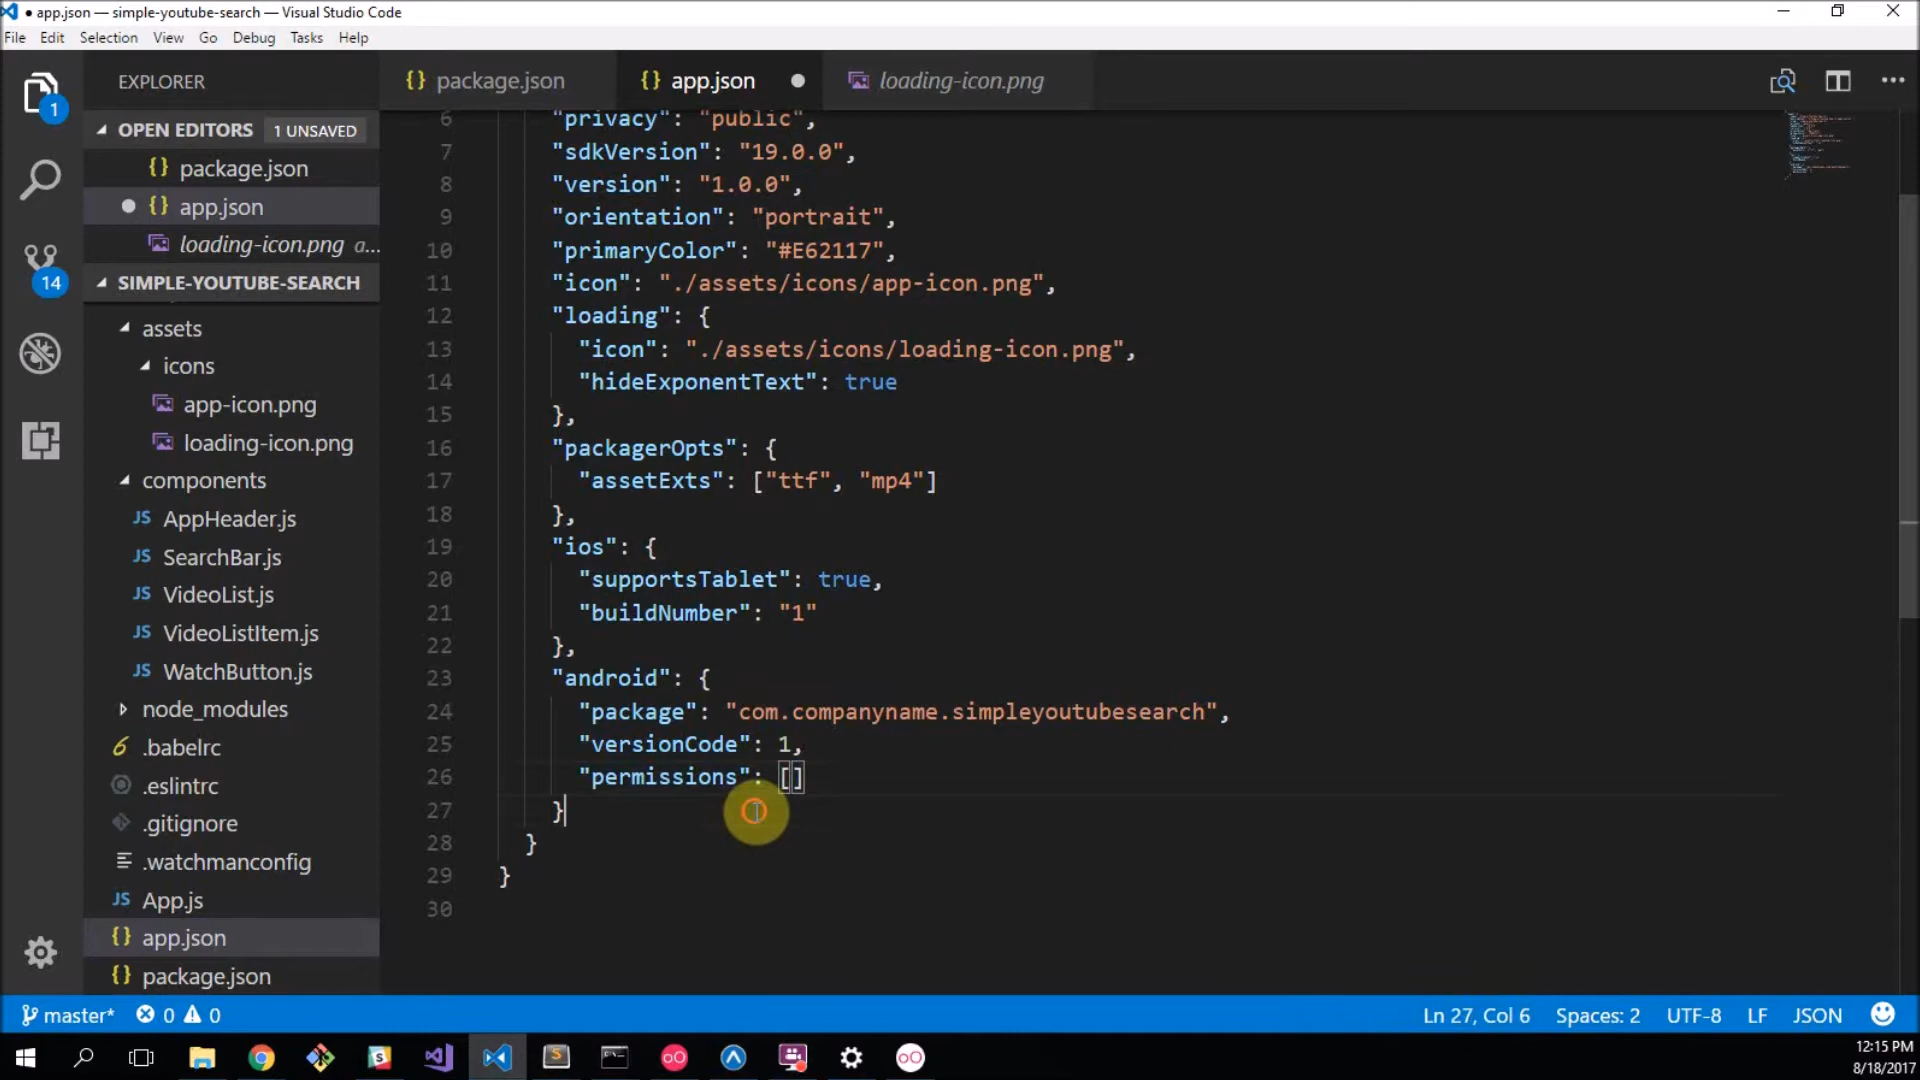 app.json — simple-youtube-search — Visual Studio Code
File Edit Selection View Go Debug Tasks Help
EXPLORER
OPEN EDITORS 1 UNSAVED
package.json
app.json
loading-icon.png a...
SIMPLE-YOUTUBE-SEARCH
assets
icons
app-icon.png
loading-icon.png
components
JS AppHeader.js
JS SearchBar.js
JS VideoList.js
JS VideoListItem.js
JS WatchButton.js
node_modules
.babelrc
.eslintrc
.gitignore
.watchmanconfig
JS App.js
{} app.json
{} package.json
1
14
{} package.json {} app.json loading-icon.png
6 "privacy": "public",
7 "sdkVersion": "19.0.0",
8 "version": "1.0.0",
9 "orientation": "portrait",
10 "primaryColor": "#E62117",
11 "icon": "./assets/icons/app-icon.png",
12 "loading": {
13 "icon": "./assets/icons/loading-icon.png",
14 "hideExponentText": true
15 },
16 "packagerOpts": {
17 "assetExts": ["ttf", "mp4"]
18 },
19 "ios": {
20 "supportsTablet": true,
21 "buildNumber": "1"
22 },
23 "android": {
24 "package": "com.companyname.simpleyoutubesearch",
25 "versionCode": 1,
26 "permissions": []
27 }
28 }
29 }
30
master* 0 0 Ln 27, Col 6 Spaces: 2 UTF-8 LF JSON
12:15 PM
8/18/2017